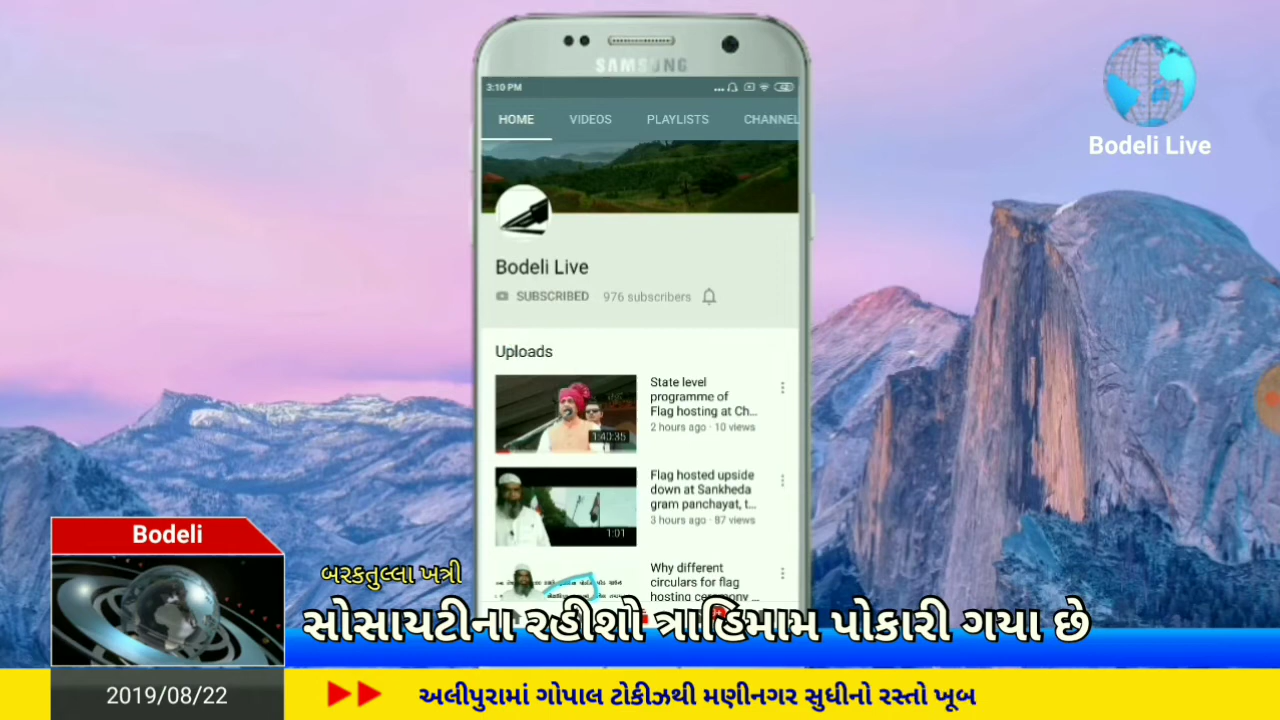 SAMSUNG
3:10 PM
HOME VIDEOS PLAYLISTS CHANNEL
Bodeli Live
Bodeli Live
SUBSCRIBED 976 subscribers
Uploads
State level
programme of
Flag hosting at Ch...
2 hours ago · 10 views
1:40:35
Flag hosted upside
down at Sankheda
gram panchayat, t...
3 hours ago · 87 views
1:01
Why different
circulars for flag
hosting ceremony ...
Bodeli
બરકતુલ્લા ખત્રી
સોસાયટીના રહીશો ત્રાહિમામ પોકારી ગયા છે
2019/08/22
અલીપુરામાં ગોપાલ ટોકીઝથી મણીનગર સુધીનો રસ્તો ખૂબ